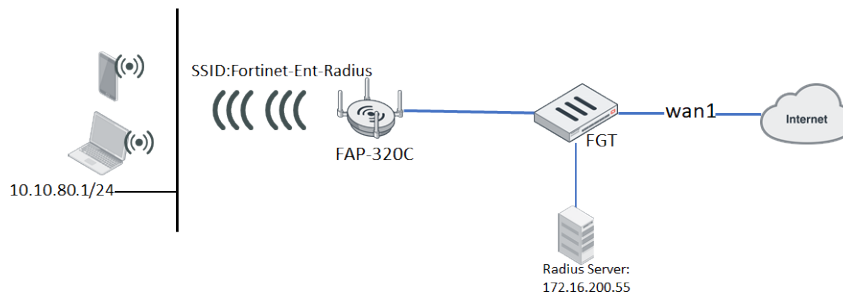 SSID:Fortinet-Ent-Radius
FAP-320C
FGT
wan1
Internet
10.10.80.1/24
Radius Server:
172.16.200.55